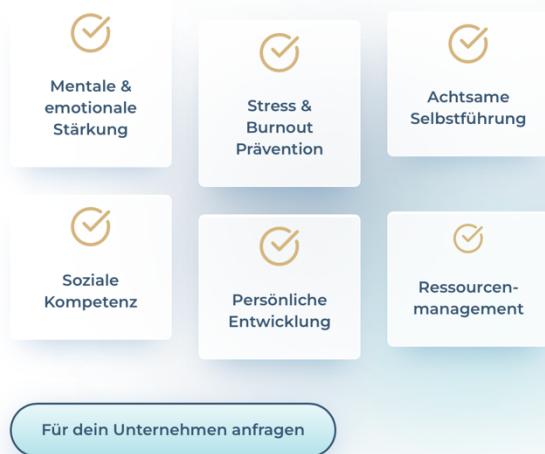 Mentale &
emotionale
Stärkung
Stress &
Burnout
Prävention
Achtsame
Selbstführung
Soziale
Kompetenz
Persönliche
Entwicklung
Ressourcen-
management
Für dein Unternehmen anfragen